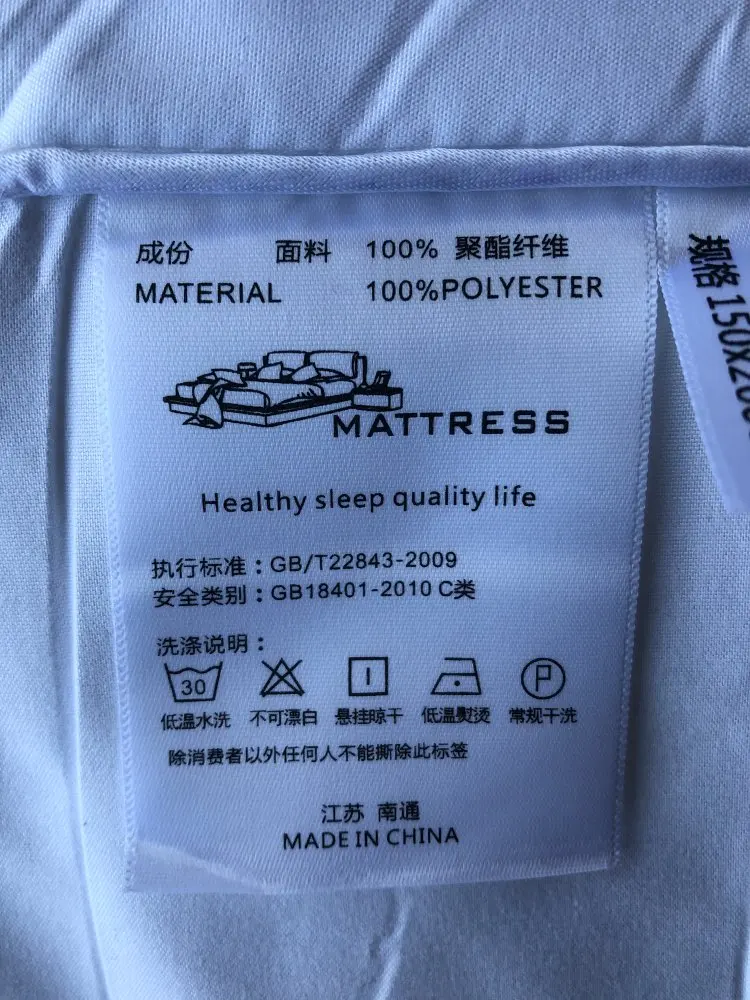 成份 面料 100% 聚酯纤维
MATERIAL 100%POLYESTER
MATTRESS
Healthy sleep quality life
执行标准：GB/T22843-2009
安全类别：GB18401-2010 C类
洗涤说明：
30
低温水洗 不可漂白 悬挂晾干 低温熨烫 常规干洗
P
除消费者以外任何人不能撕除此标签
江苏 南通
MADE IN CHINA
规格 150X20